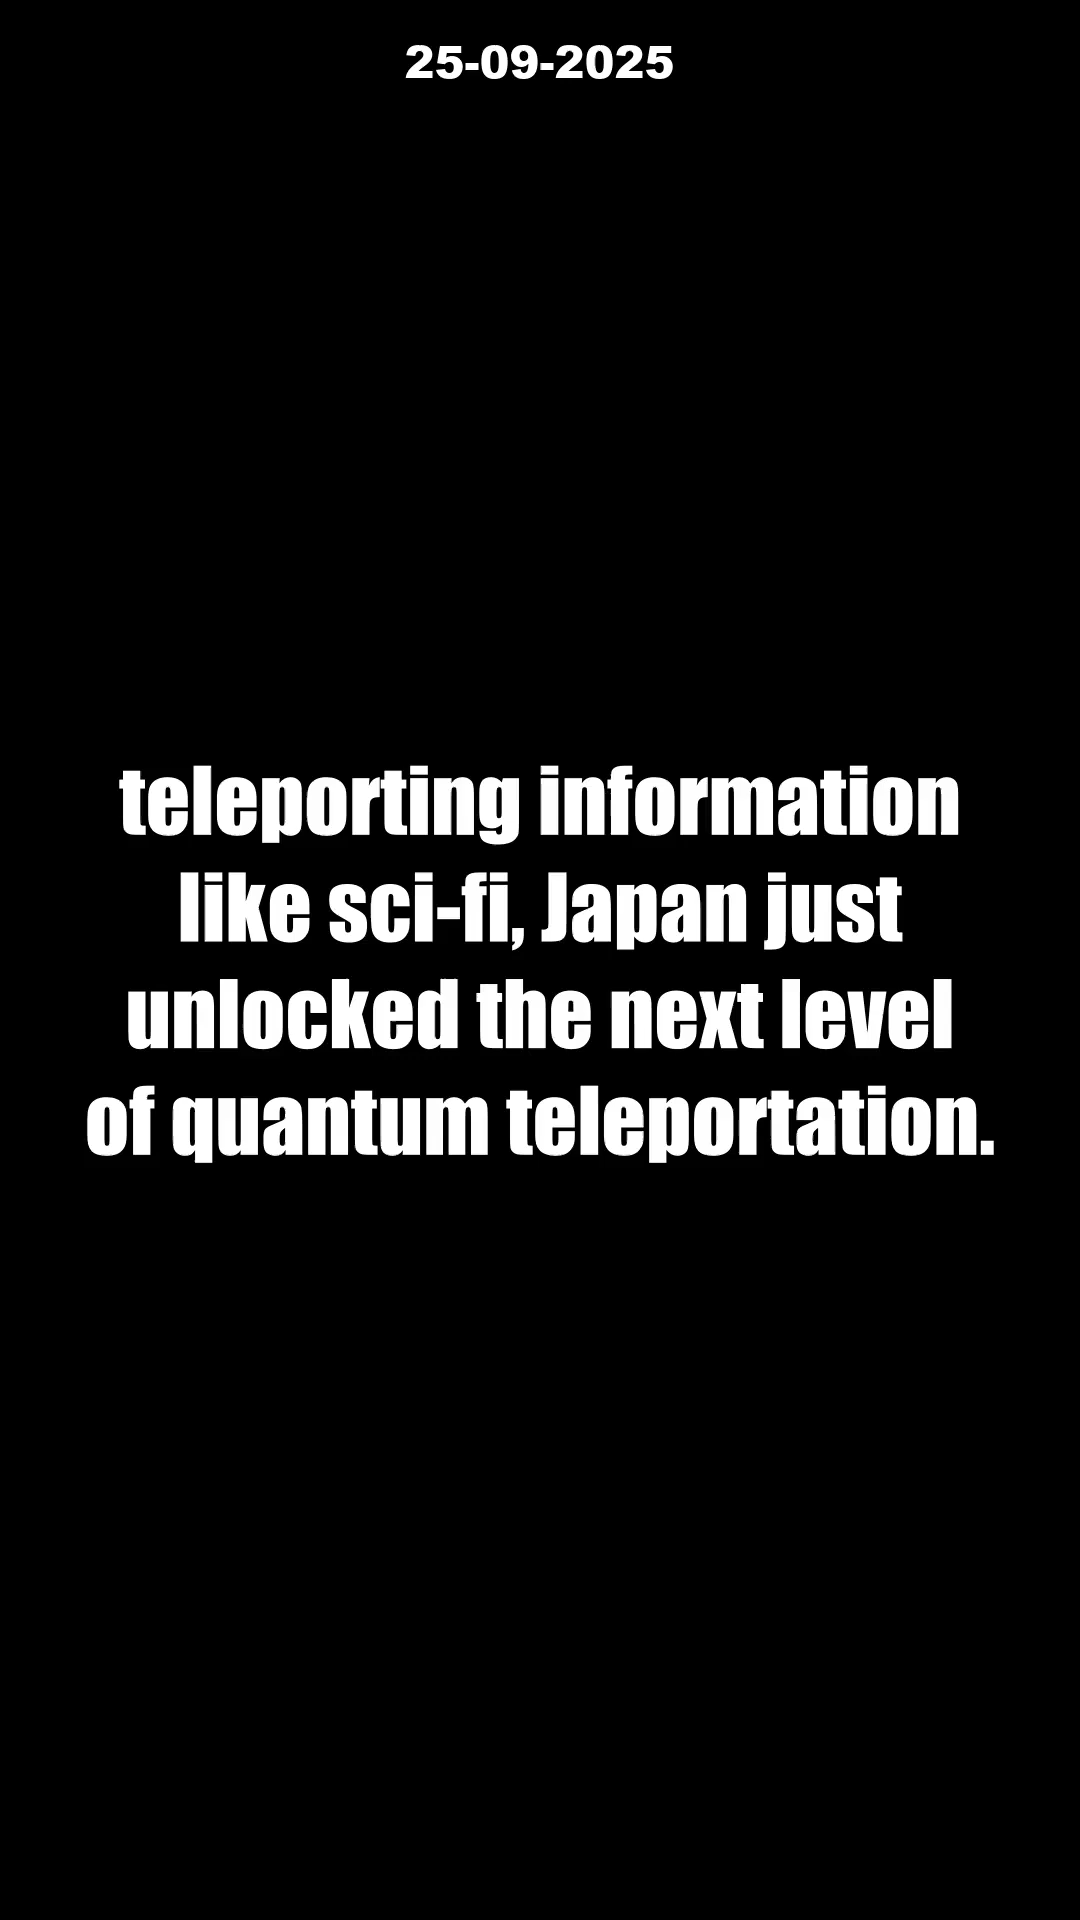 25-09-2025
teleporting information
like sci-fi, Japan just
unlocked the next level
of quantum teleportation.